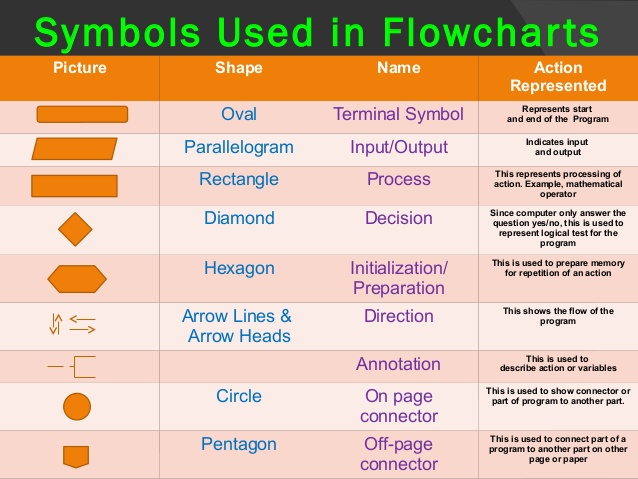 Symbols Used in Flowcharts
Picture
Shape
Name
Action
Represented
Oval
Terminal Symbol
Represents start
and end of the Program
Parallelogram
Input/Output
Indicates input
and output
Rectangle
Process
This represents processing of
action. Example, mathematical
operator
Diamond
Decision
Since computer only answer the
question yes/no, this is used to
represent logical test for the
program
Hexagon
Initialization/
Preparation
This is used to prepare memory
for repetition of an action
Arrow Lines &
Arrow Heads
Direction
This shows the flow of the
program
Annotation
This is used to
describe action or variables
Circle
On page
connector
This is used to show connector or
part of program to another part.
Pentagon
Off-page
connector
This is used to connect part of a
program to another part on other
page or paper